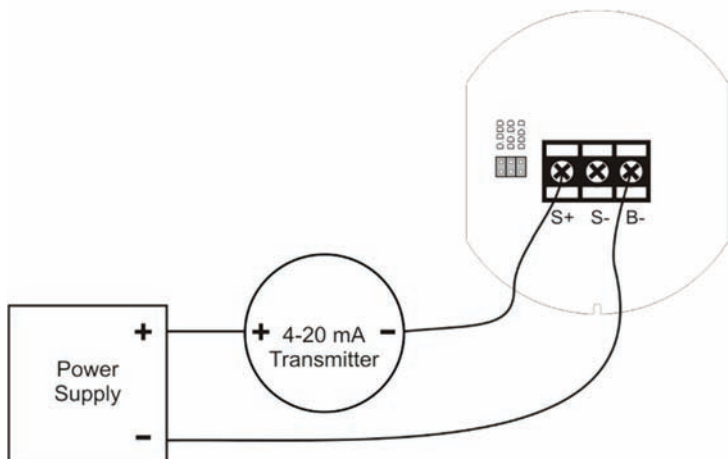 S+ S- B-
+ + 4-20 mA -
Transmitter
Power
Supply
-